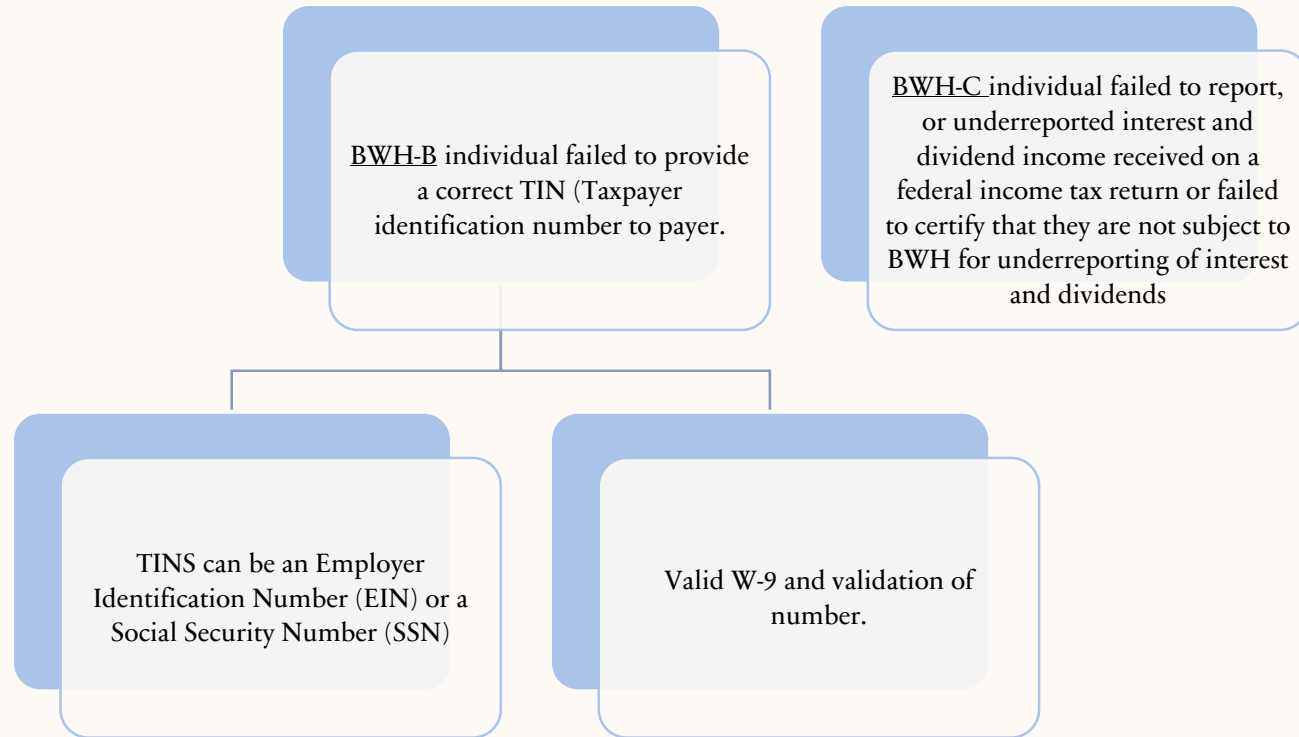 BWH-B individual failed to provide
a correct TIN (Taxpayer
identification number to payer.
BWH-C individual failed to report,
or underreported interest and
dividend income received on a
federal income tax return or failed
to certify that they are not subject to
BWH for underreporting of interest
and dividends
TINS can be an Employer
Identification Number (EIN) or a
Social Security Number (SSN)
Valid W-9 and validation of
number.